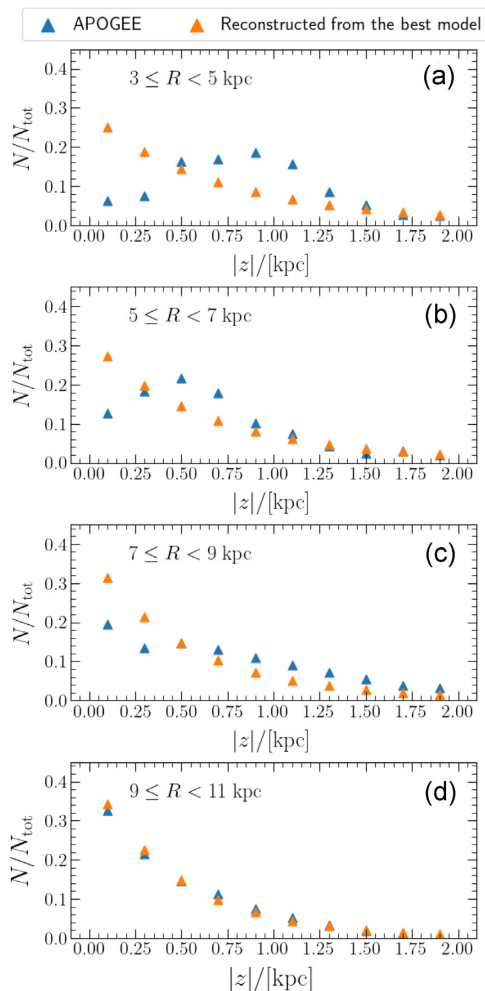 APOGEE Reconstructed from the best model
3 ≤ R < 5 kpc (a)
N/N_tot
0.4
0.3
0.2
0.1
0.0
0.00 0.25 0.50 0.75 1.00 1.25 1.50 1.75 2.00
|z|/[kpc]
5 ≤ R < 7 kpc (b)
N/N_tot
0.4
0.3
0.2
0.1
0.0
0.00 0.25 0.50 0.75 1.00 1.25 1.50 1.75 2.00
|z|/[kpc]
7 ≤ R < 9 kpc (c)
N/N_tot
0.4
0.3
0.2
0.1
0.0
0.00 0.25 0.50 0.75 1.00 1.25 1.50 1.75 2.00
|z|/[kpc]
9 ≤ R < 11 kpc (d)
N/N_tot
0.4
0.3
0.2
0.1
0.0
0.00 0.25 0.50 0.75 1.00 1.25 1.50 1.75 2.00
|z|/[kpc]